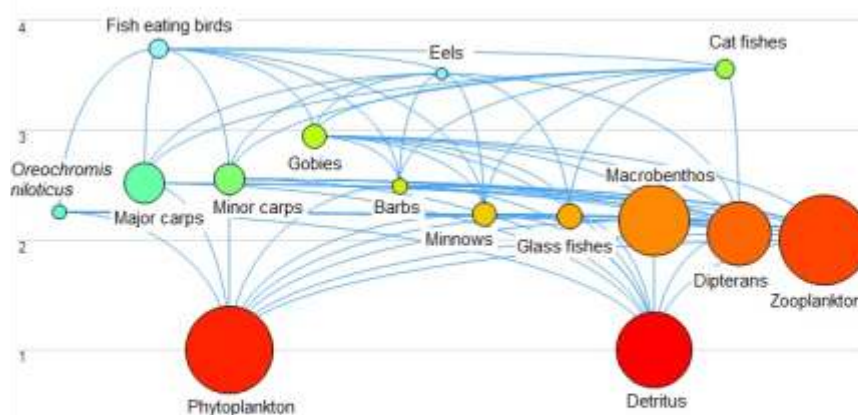 4
Fish eating birds
Eels
Cat fishes
3
Gobies
Oreochromis
niloticus
Macrobenthos
Major carps
Minor carps
Barbs
Minnows
Glass fishes
2
Dipterans
Zooplankton
1
Phytoplankton
Detritus